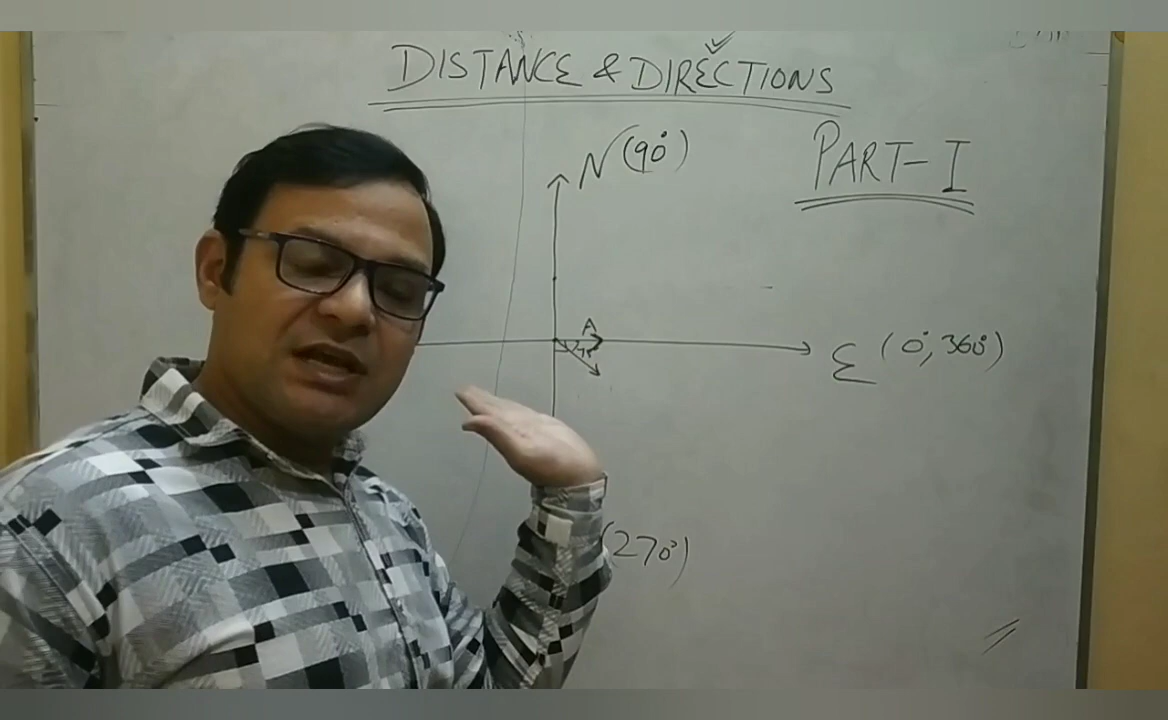 DISTANCE & DIRECTIONS
PART-I
N (90°)
A
E (0°, 360°)
(270°)